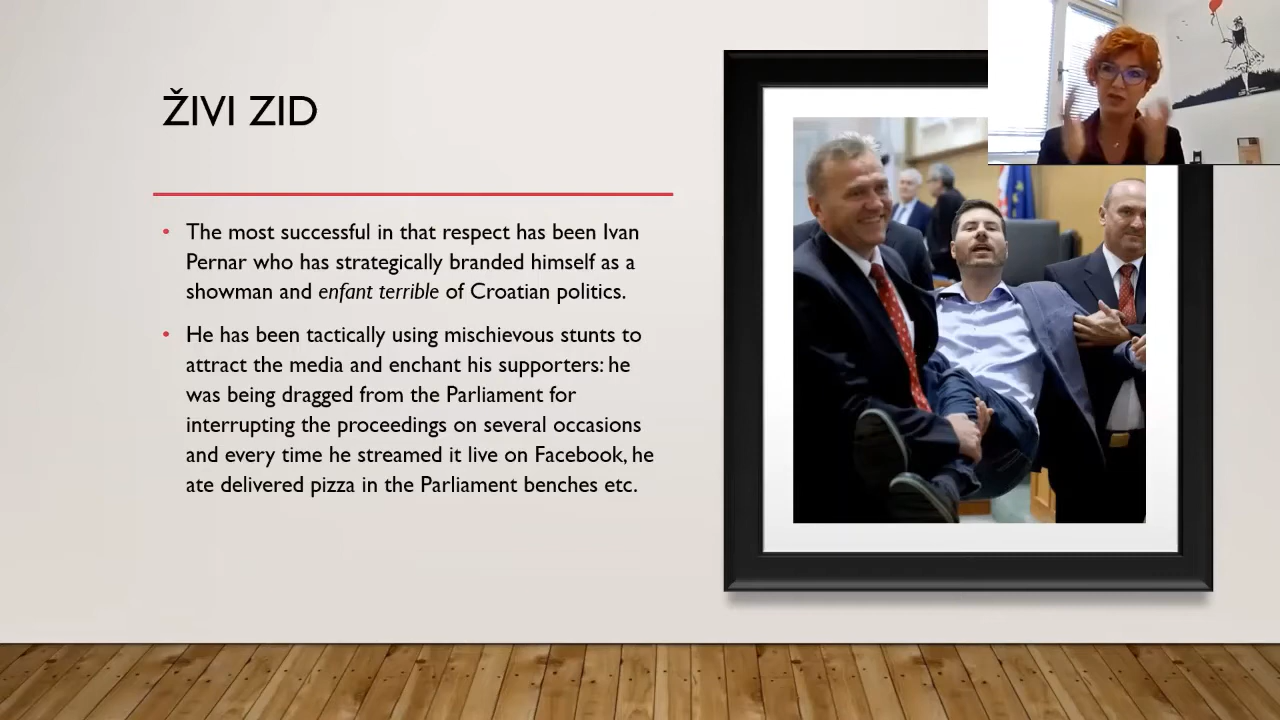 ŽIVI ZID
• The most successful in that respect has been Ivan
Pernar who has strategically branded himself as a
showman and enfant terrible of Croatian politics.
• He has been tactically using mischievous stunts to
attract the media and enchant his supporters: he
was being dragged from the Parliament for
interrupting the proceedings on several occasions
and every time he streamed it live on Facebook, he
ate delivered pizza in the Parliament benches etc.